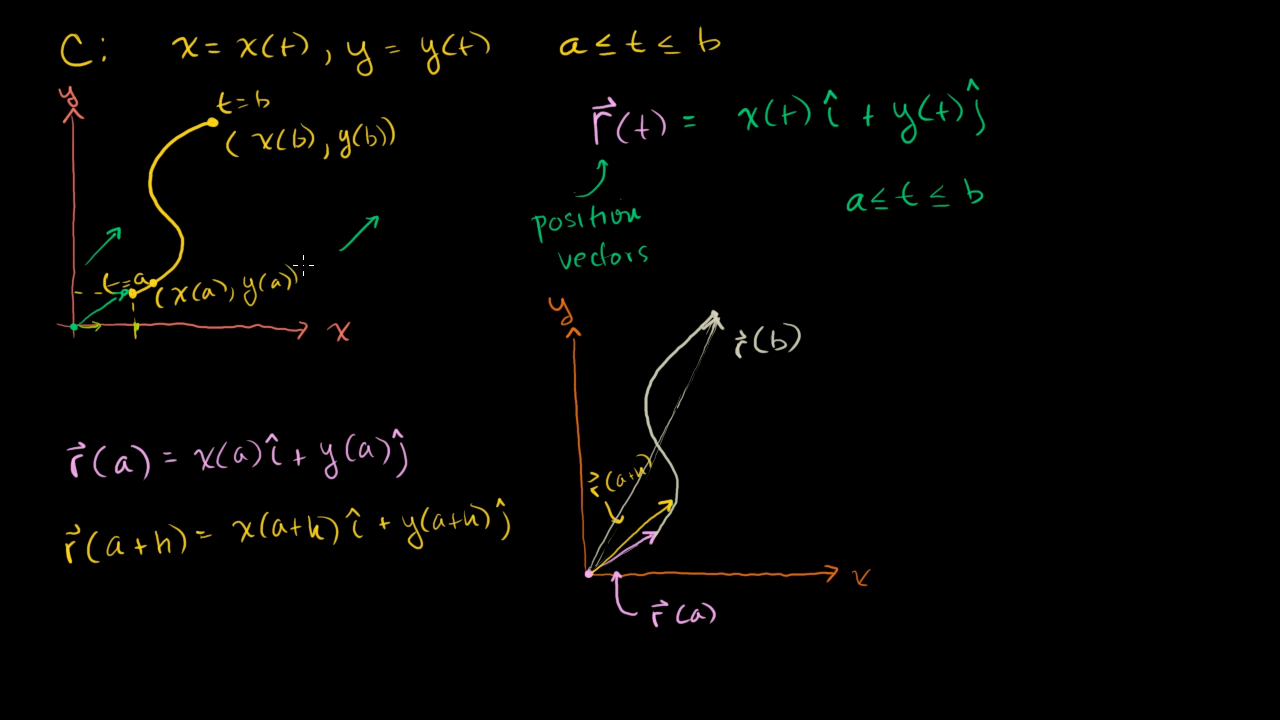 C: x = x(t), y = y(t) a ≤ t ≤ b
y
t=b
(x(b), y(b))
t=a
(x(a), y(a))
x
r⃗(t) = x(t)î + y(t)ĵ
a ≤ t ≤ b
position
vectors
r⃗(a) = x(a)î + y(a)ĵ
r⃗(a+h) = x(a+h)î + y(a+h)ĵ
y
r⃗(b)
r⃗(a+h)
x
r⃗(a)